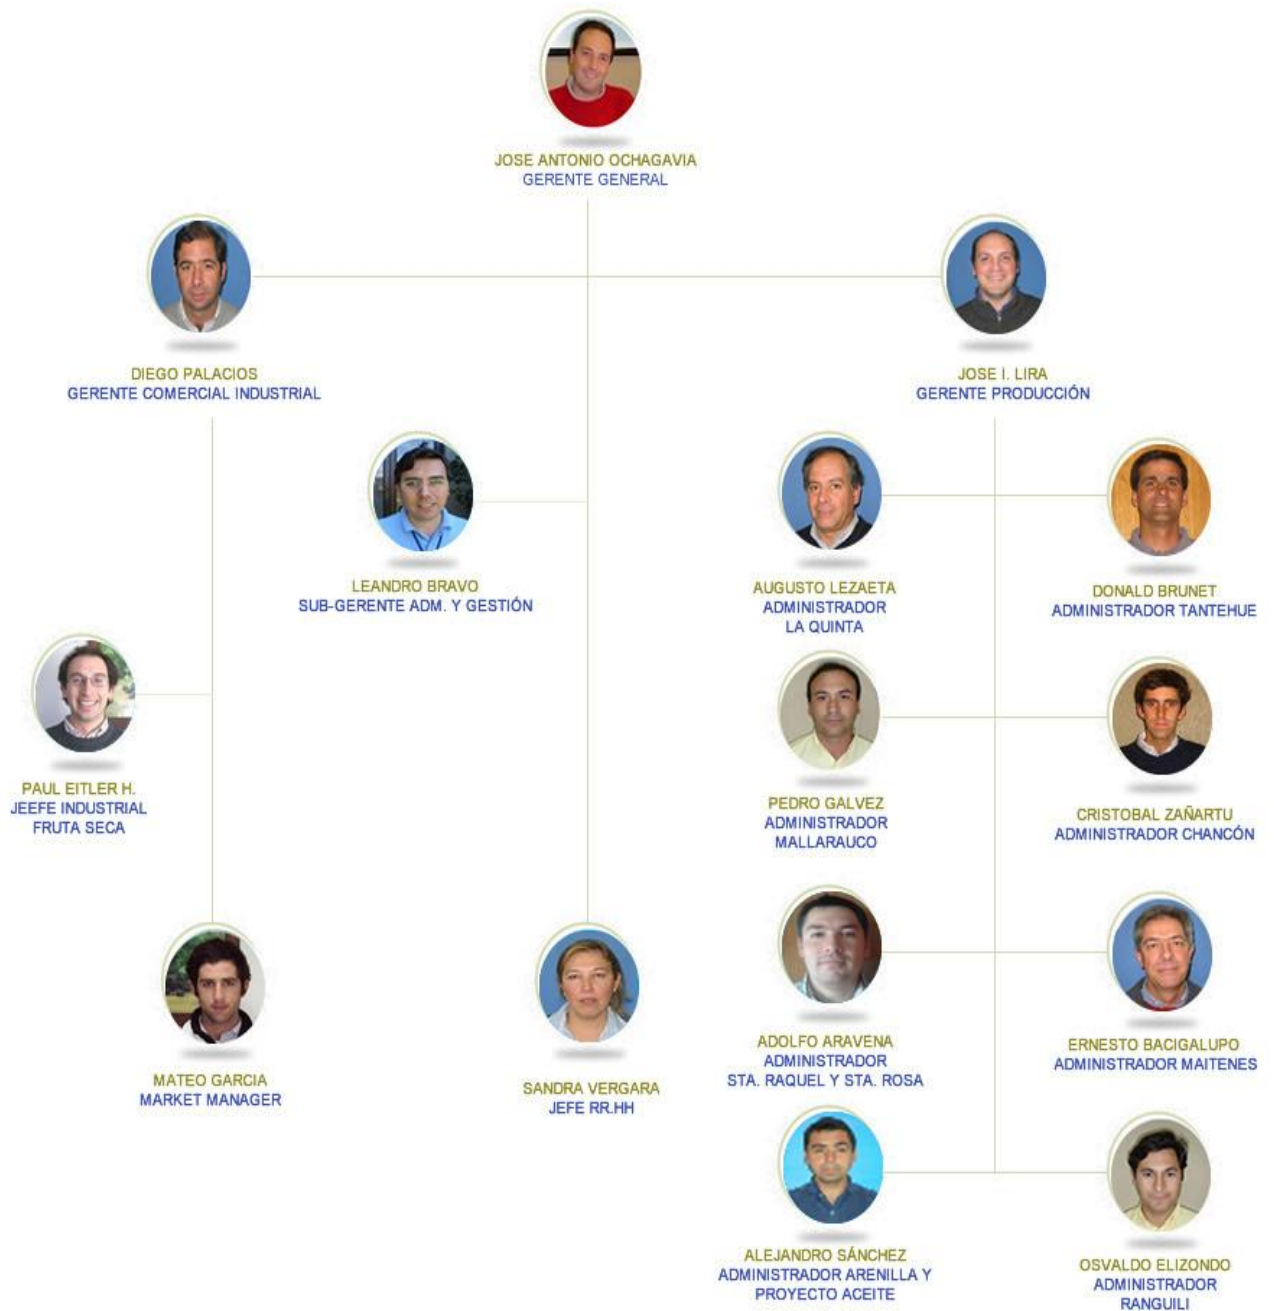 JOSE ANTONIO OCHAGAVIA
GERENTE GENERAL
DIEGO PALACIOS
GERENTE COMERCIAL INDUSTRIAL
JOSE I. LIRA
GERENTE PRODUCCIÓN
LEANDRO BRAVO
SUB-GERENTE ADM. Y GESTIÓN
AUGUSTO LEZAETA
ADMINISTRADOR
LA QUINTA
DONALD BRUNET
ADMINISTRADOR TANTEHUE
PAUL EITLER H.
JEEFE INDUSTRIAL
FRUTA SECA
PEDRO GALVEZ
ADMINISTRADOR
MALLARAUCO
CRISTOBAL ZAÑARTU
ADMINISTRADOR CHANCÓN
MATEO GARCIA
MARKET MANAGER
SANDRA VERGARA
JEFE RR.HH
ADOLFO ARAVENA
ADMINISTRADOR
STA. RAQUEL Y STA. ROSA
ERNESTO BACIGALUPO
ADMINISTRADOR MAITENES
ALEJANDRO SÁNCHEZ
ADMINISTRADOR ARENILLA Y
PROYECTO ACEITE
OSVALDO ELIZONDO
ADMINISTRADOR
RANGUILI